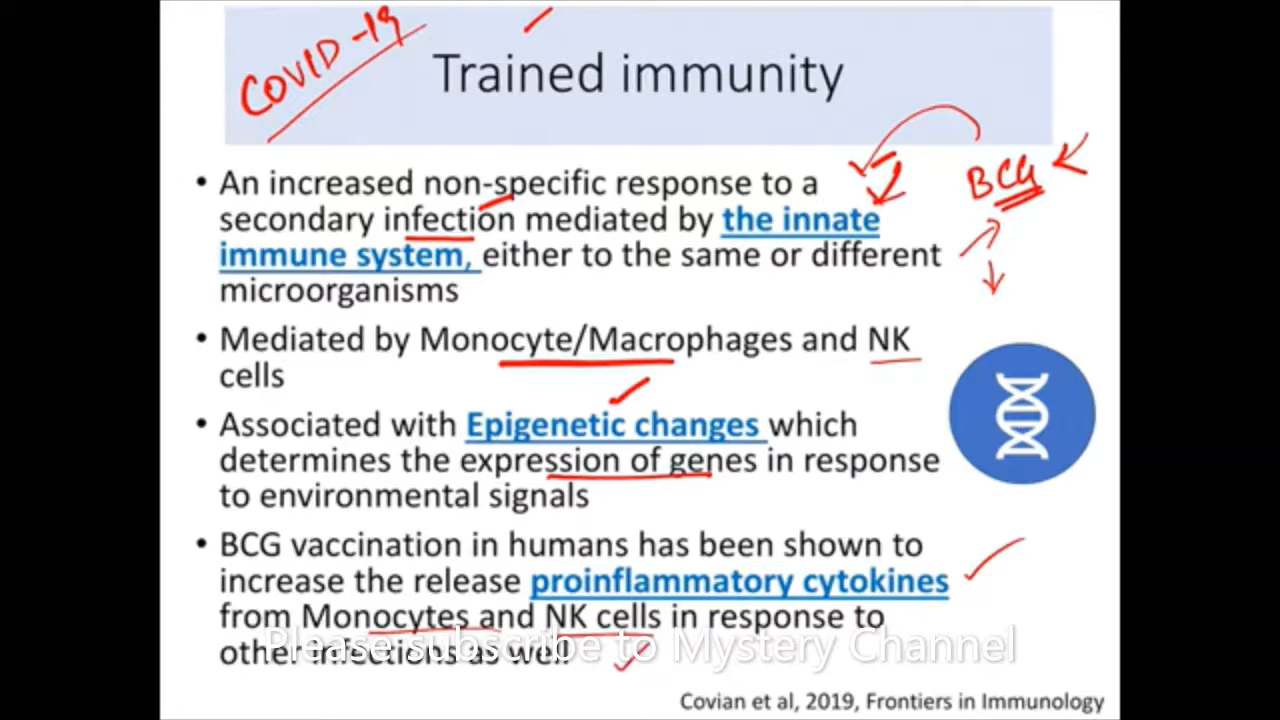 COVID-19
Trained immunity
BCG
• An increased non-specific response to a
secondary infection mediated by the innate
immune system, either to the same or different
microorganisms
• Mediated by Monocyte/Macrophages and NK
cells
• Associated with Epigenetic changes which
determines the expression of genes in response
to environmental signals
• BCG vaccination in humans has been shown to
increase the release proinflammatory cytokines
from Monocytes and NK cells in response to
other infections as well
Please subscribe to Mystery Channel
Covian et al, 2019, Frontiers in Immunology